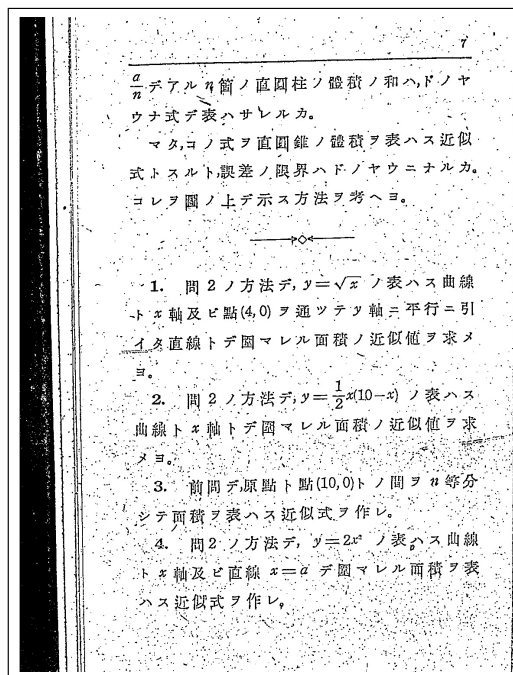 7
a/n デアル n 箇ノ直圓柱ノ體積ノ和ハ,ドノヤ
ウナ式デ表ハサレルカ。
マタ,コノ式ヲ直圓錐ノ體積ヲ表ハス近似
式トスルト,誤差ノ限界ハドノヤウニナルカ。
コレヲ圖ノ上デ示ス方法ヲ考ヘヨ。
1. 問 2 ノ方法デ, y=√x ノ表ハス曲線
ト x 軸及ビ點(4,0) ヲ通ツテ y 軸ニ平行ニ引
イタ直線トデ圍マレル面積ノ近似値ヲ求メ
ヨ。
2. 問 2 ノ方法デ, y=1/2x(10−x) ノ表ハス
曲線ト x 軸トデ圍マレル面積ノ近似値ヲ求
メヨ。
3. 前問デ,原點ト點(10,0)トノ間ヲ n 等分
シテ面積ヲ表ハス近似式ヲ作レ。
4. 問2 ノ方法デ, y=2x² ノ表ハス曲線
ト x 軸及ビ直線 x=a デ圍マレル面積ヲ表
ハス近似式ヲ作レ。